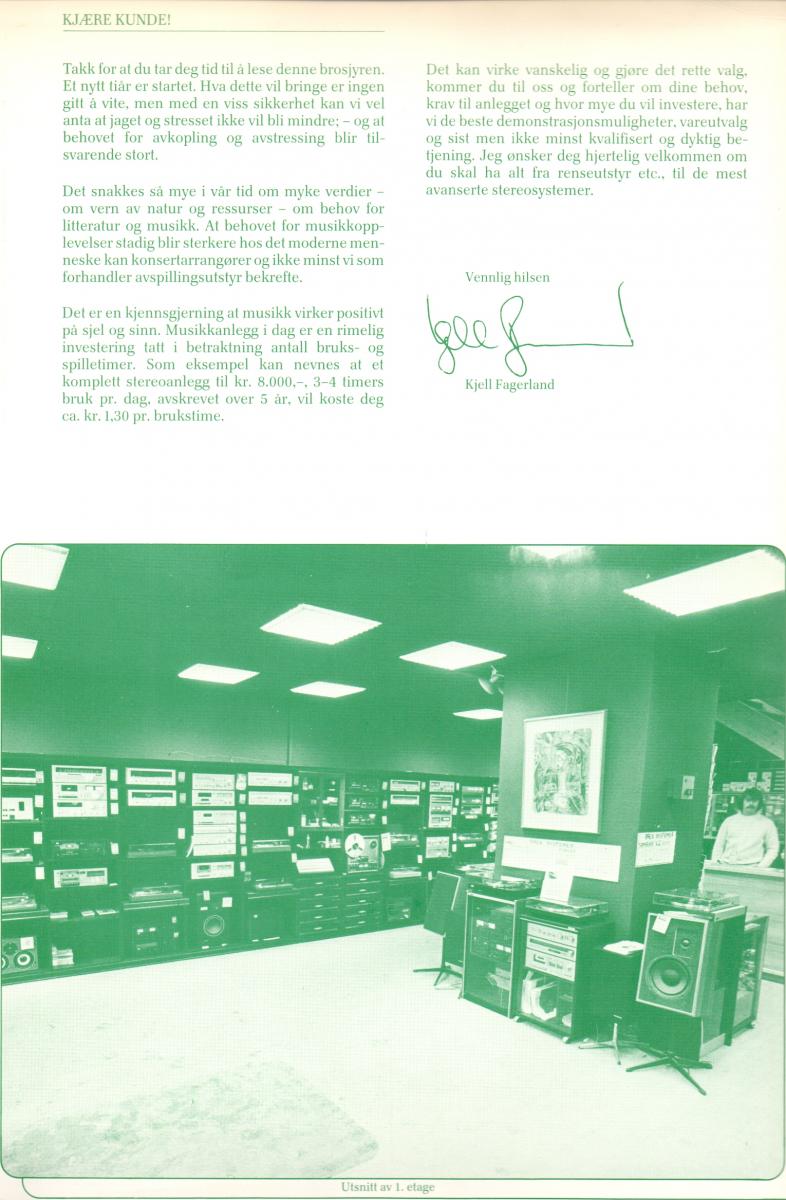 KJÆRE KUNDE!
Takk for at du tar deg tid til å lese denne brosjyren.
Et nytt tiår er startet. Hva dette vil bringe er ingen
gitt å vite, men med en viss sikkerhet kan vi vel
anta at jaget og stresset ikke vil bli mindre; – og at
behovet for avkopling og avstressing blir til-
svarende stort.
Det snakkes så mye i vår tid om myke verdier –
om vern av natur og ressurser – om behov for
litteratur og musikk. At behovet for musikkopp-
levelser stadig blir sterkere hos det moderne men-
neske kan konsertarrangører og ikke minst vi som
forhandler avspillingsutstyr bekrefte.
Det er en kjennsgjerning at musikk virker positivt
på sjel og sinn. Musikkanlegg i dag er en rimelig
investering tatt i betraktning antall bruks- og
spilletimer. Som eksempel kan nevnes at et
komplett stereoanlegg til kr. 8.000,–, 3–4 timers
bruk pr. dag, avskrevet over 5 år, vil koste deg
ca. kr. 1,30 pr. brukstime.
Det kan virke vanskelig og gjøre det rette valg,
kommer du til oss og forteller om dine behov,
krav til anlegget og hvor mye du vil investere, har
vi de beste demonstrasjonsmuligheter, vareutvalg
og sist men ikke minst kvalifisert og dyktig be-
tjening. Jeg ønsker deg hjertelig velkommen om
du skal ha alt fra renseutstyr etc., til de mest
avanserte stereosystemer.
Vennlig hilsen
Kjell Fagerland
Utsnitt av 1. etage